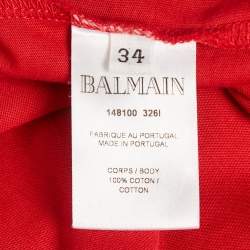 34
BALMAIN
148100 326I
FABRIQUE AU PORTUGAL
MADE IN PORTUGAL
CORPS / BODY
100% COTON /
COTTON